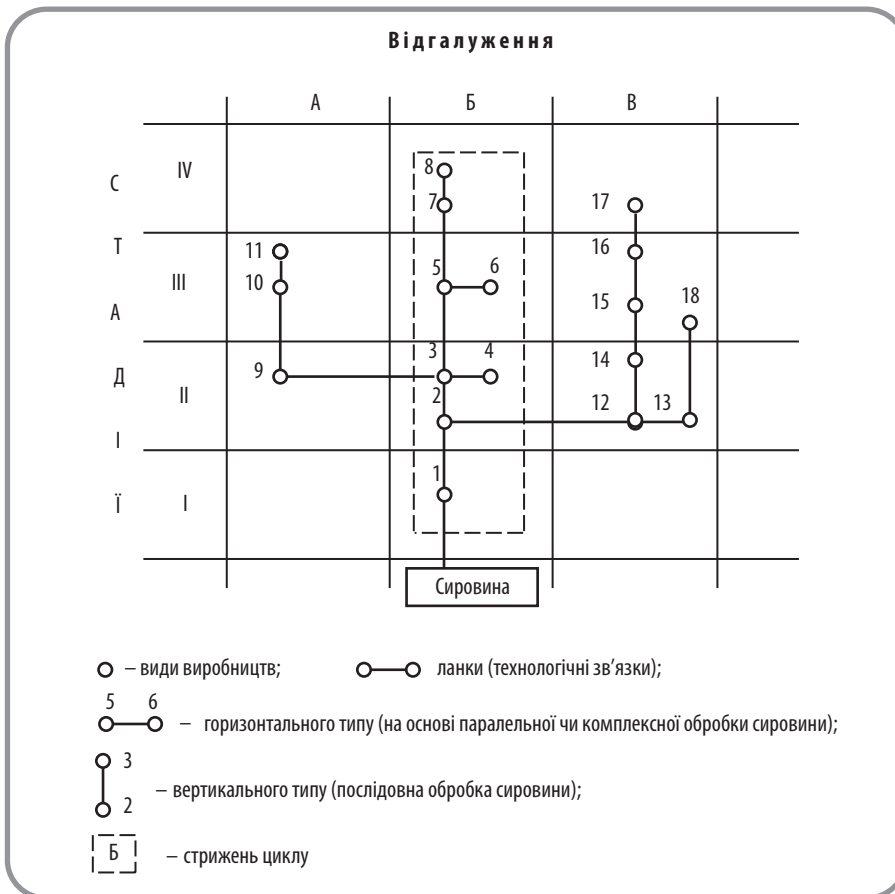 Відгалуження
А Б В
С
Т
А
Д
І
Ї
IV
III
II
I
8
7
17
11
10
5 6
16
15
18
9
3 4
2
14
12 13
1
Сировина
– види виробництв; ланки (технологічні зв’язки);
5 6
– горизонтального типу (на основі паралельної чи комплексної обробки сировини);
3
2
– вертикального типу (послідовна обробка сировини);
Б – стрижень циклу